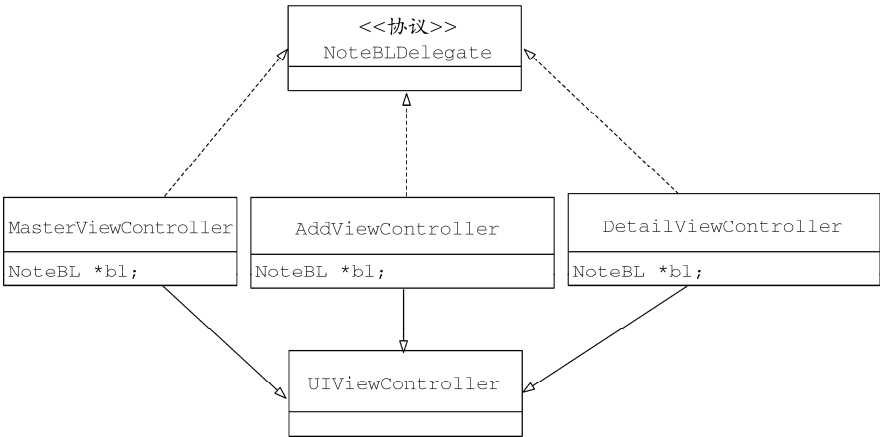 <<协议>>
NoteBLDelegate
MasterViewController
AddViewController
DetailViewController
NoteBL *bl;
NoteBL *bl;
NoteBL *bl;
UIViewController